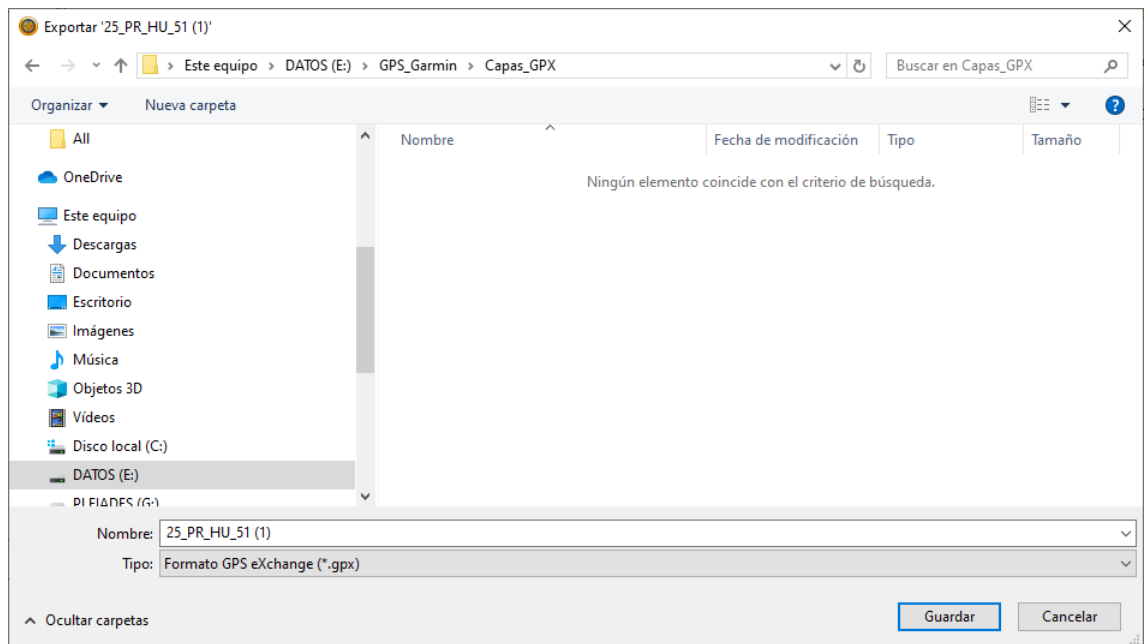 Exportar '25_PR_HU_51 (1)'
Este equipo > DATOS (E:) > GPS_Garmin > Capas_GPX
Buscar en Capas_GPX
Organizar
Nueva carpeta
All
OneDrive
Este equipo
Descargas
Documentos
Escritorio
Imágenes
Música
Objetos 3D
Vídeos
Disco local (C:)
DATOS (E:)
PLEIADES (G:)
Nombre
Fecha de modificación
Tipo
Tamaño
Ningún elemento coincide con el criterio de búsqueda.
Nombre: 25_PR_HU_51 (1)
Tipo: Formato GPS eXchange (*.gpx)
Ocultar carpetas
Guardar
Cancelar